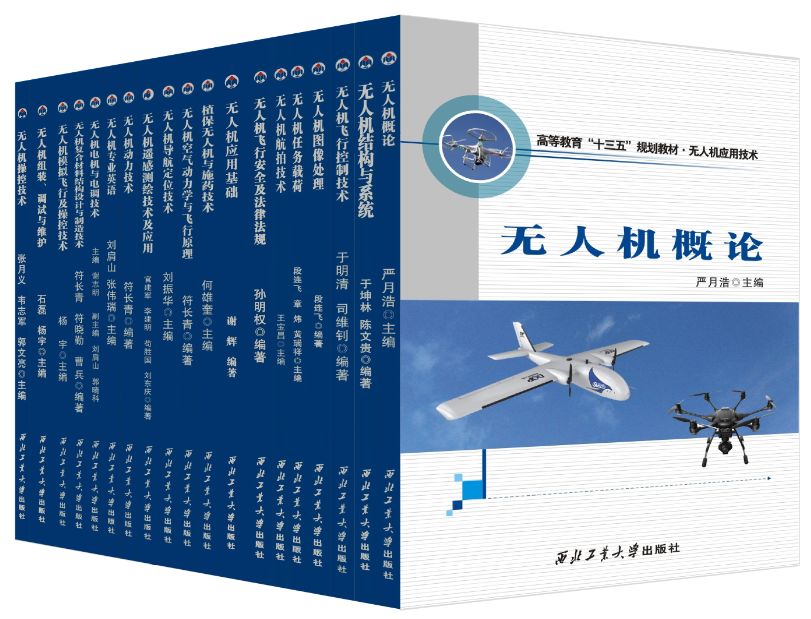 高等教育“十三五”规划教材·无人机应用技术
无人机概论
严月浩◎主编
西北工业大学出版社
无人机操控技术 张月义 韦志军 郭文亮◎主编 西北工业大学出版社
无人机组装、调试与维护 石磊 杨宇◎主编 西北工业大学出版社
无人机模拟飞行及操控技术 杨宇◎主编 西北工业大学出版社
无人机复合材料结构设计与制造技术 符长青 符晓勤 曹兵◎编著 西北工业大学出版社
无人机电机与电调技术 主编 谢志明 副主编 刘肩山 郭晓科 西北工业大学出版社
无人机专业英语 刘肩山 张伟瑞◎主编 西北工业大学出版社
无人机动力技术 符长青◎编著 西北工业大学出版社
无人机遥感测绘技术及应用 官建军 李建明 苟胜国 刘东庆◎编著 西北工业大学出版社
无人机导航定位技术 刘振华◎主编 西北工业大学出版社
无人机空气动力学与飞行原理 符长青◎编著 西北工业大学出版社
植保无人机与施药技术 何雄奎◎主编 西北工业大学出版社
无人机应用基础 谢辉 编著 西北工业大学出版社
无人机飞行安全及法律法规 孙明权◎编著 西北工业大学出版社
无人机航拍技术 王宝昌◎主编 西北工业大学出版社
无人机任务载荷 段连飞 章炜 黄瑞祥◎主编 西北工业大学出版社
无人机图像处理 段连飞◎编著 西北工业大学出版社
无人机飞行控制技术 于明清 司维钊◎编著 西北工业大学出版社
无人机结构与系统 于坤林 陈文贵◎编著 西北工业大学出版社
无人机概论 严月浩◎主编 西北工业大学出版社